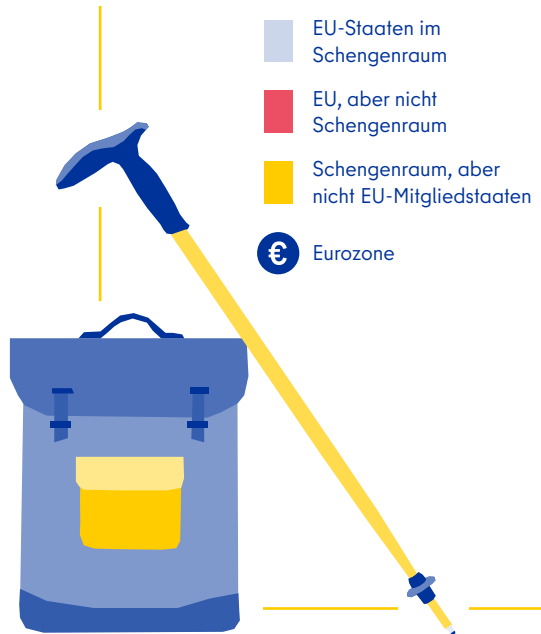 EU-Staaten im
Schengenraum
EU, aber nicht
Schengenraum
Schengenraum, aber
nicht EU-Mitgliedstaaten
€ Eurozone